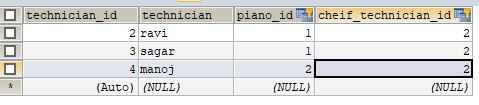 technician_id technician piano_id cheif_technician_id
2 ravi 1 2
3 sagar 1 2
4 manoj 2 2
* (Auto) (NULL) (NULL) (NULL)